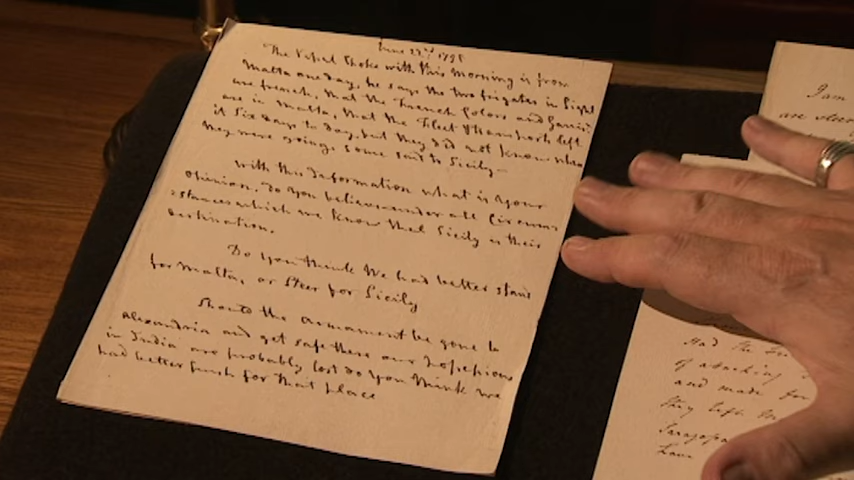 June 22nd 1798
The Vessel Spoke with this Morning is from
Malta one day, he says the two frigates in Sight
are french, that the French Colors and Garrison
are in Malta, that the Fleet & Transports left
it Six days to day, but they did not know where
they were going, some said to Sicily -
With this Information what is your
opinion. do you believe under all Circum
stances which we know that Sicily is their
destination.
Do you think We had better stand
for Malta, or Steer for Sicily
Should the Armament be gone to
Alexandria and get safe there our possessions
in India are probably lost do you think we
had better push for that place
I am
are
Had the
of attacking
and made for
they left
have